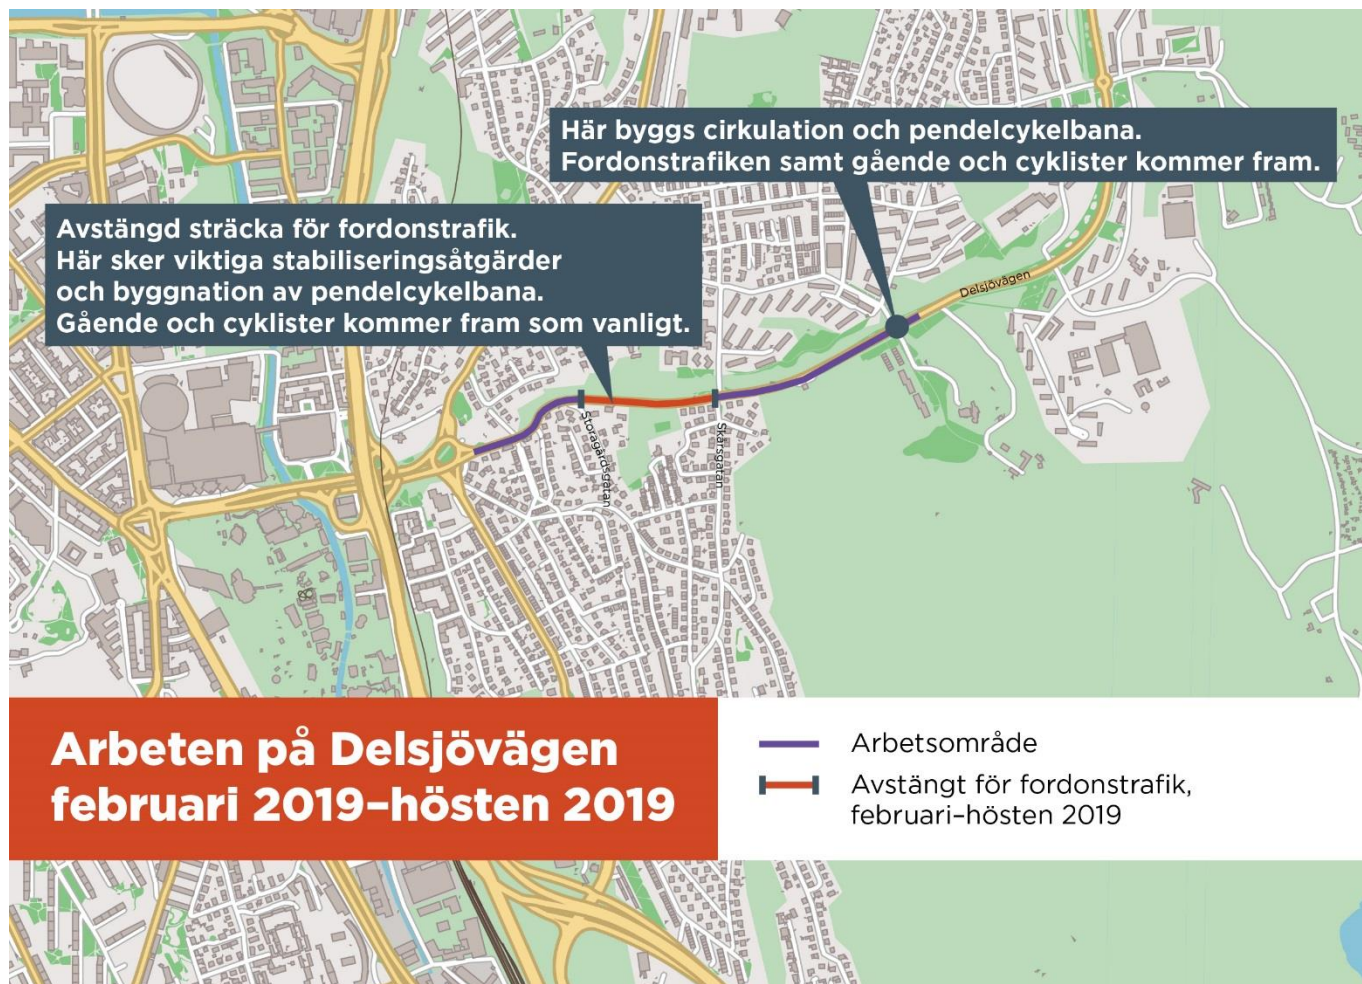 Här byggs cirkulation och pendelcykelbana.
Fordonstrafiken samt gående och cyklister kommer fram.
Avstängd sträcka för fordonstrafik.
Här sker viktiga stabiliseringsåtgärder
och byggnation av pendelcykelbana.
Gående och cyklister kommer fram som vanligt.
Delsjövägen
Storagårdsgatan
Skårsgatan
Arbeten på Delsjövägen
februari 2019–hösten 2019
Arbetsområde
Avstängt för fordonstrafik,
februari–hösten 2019